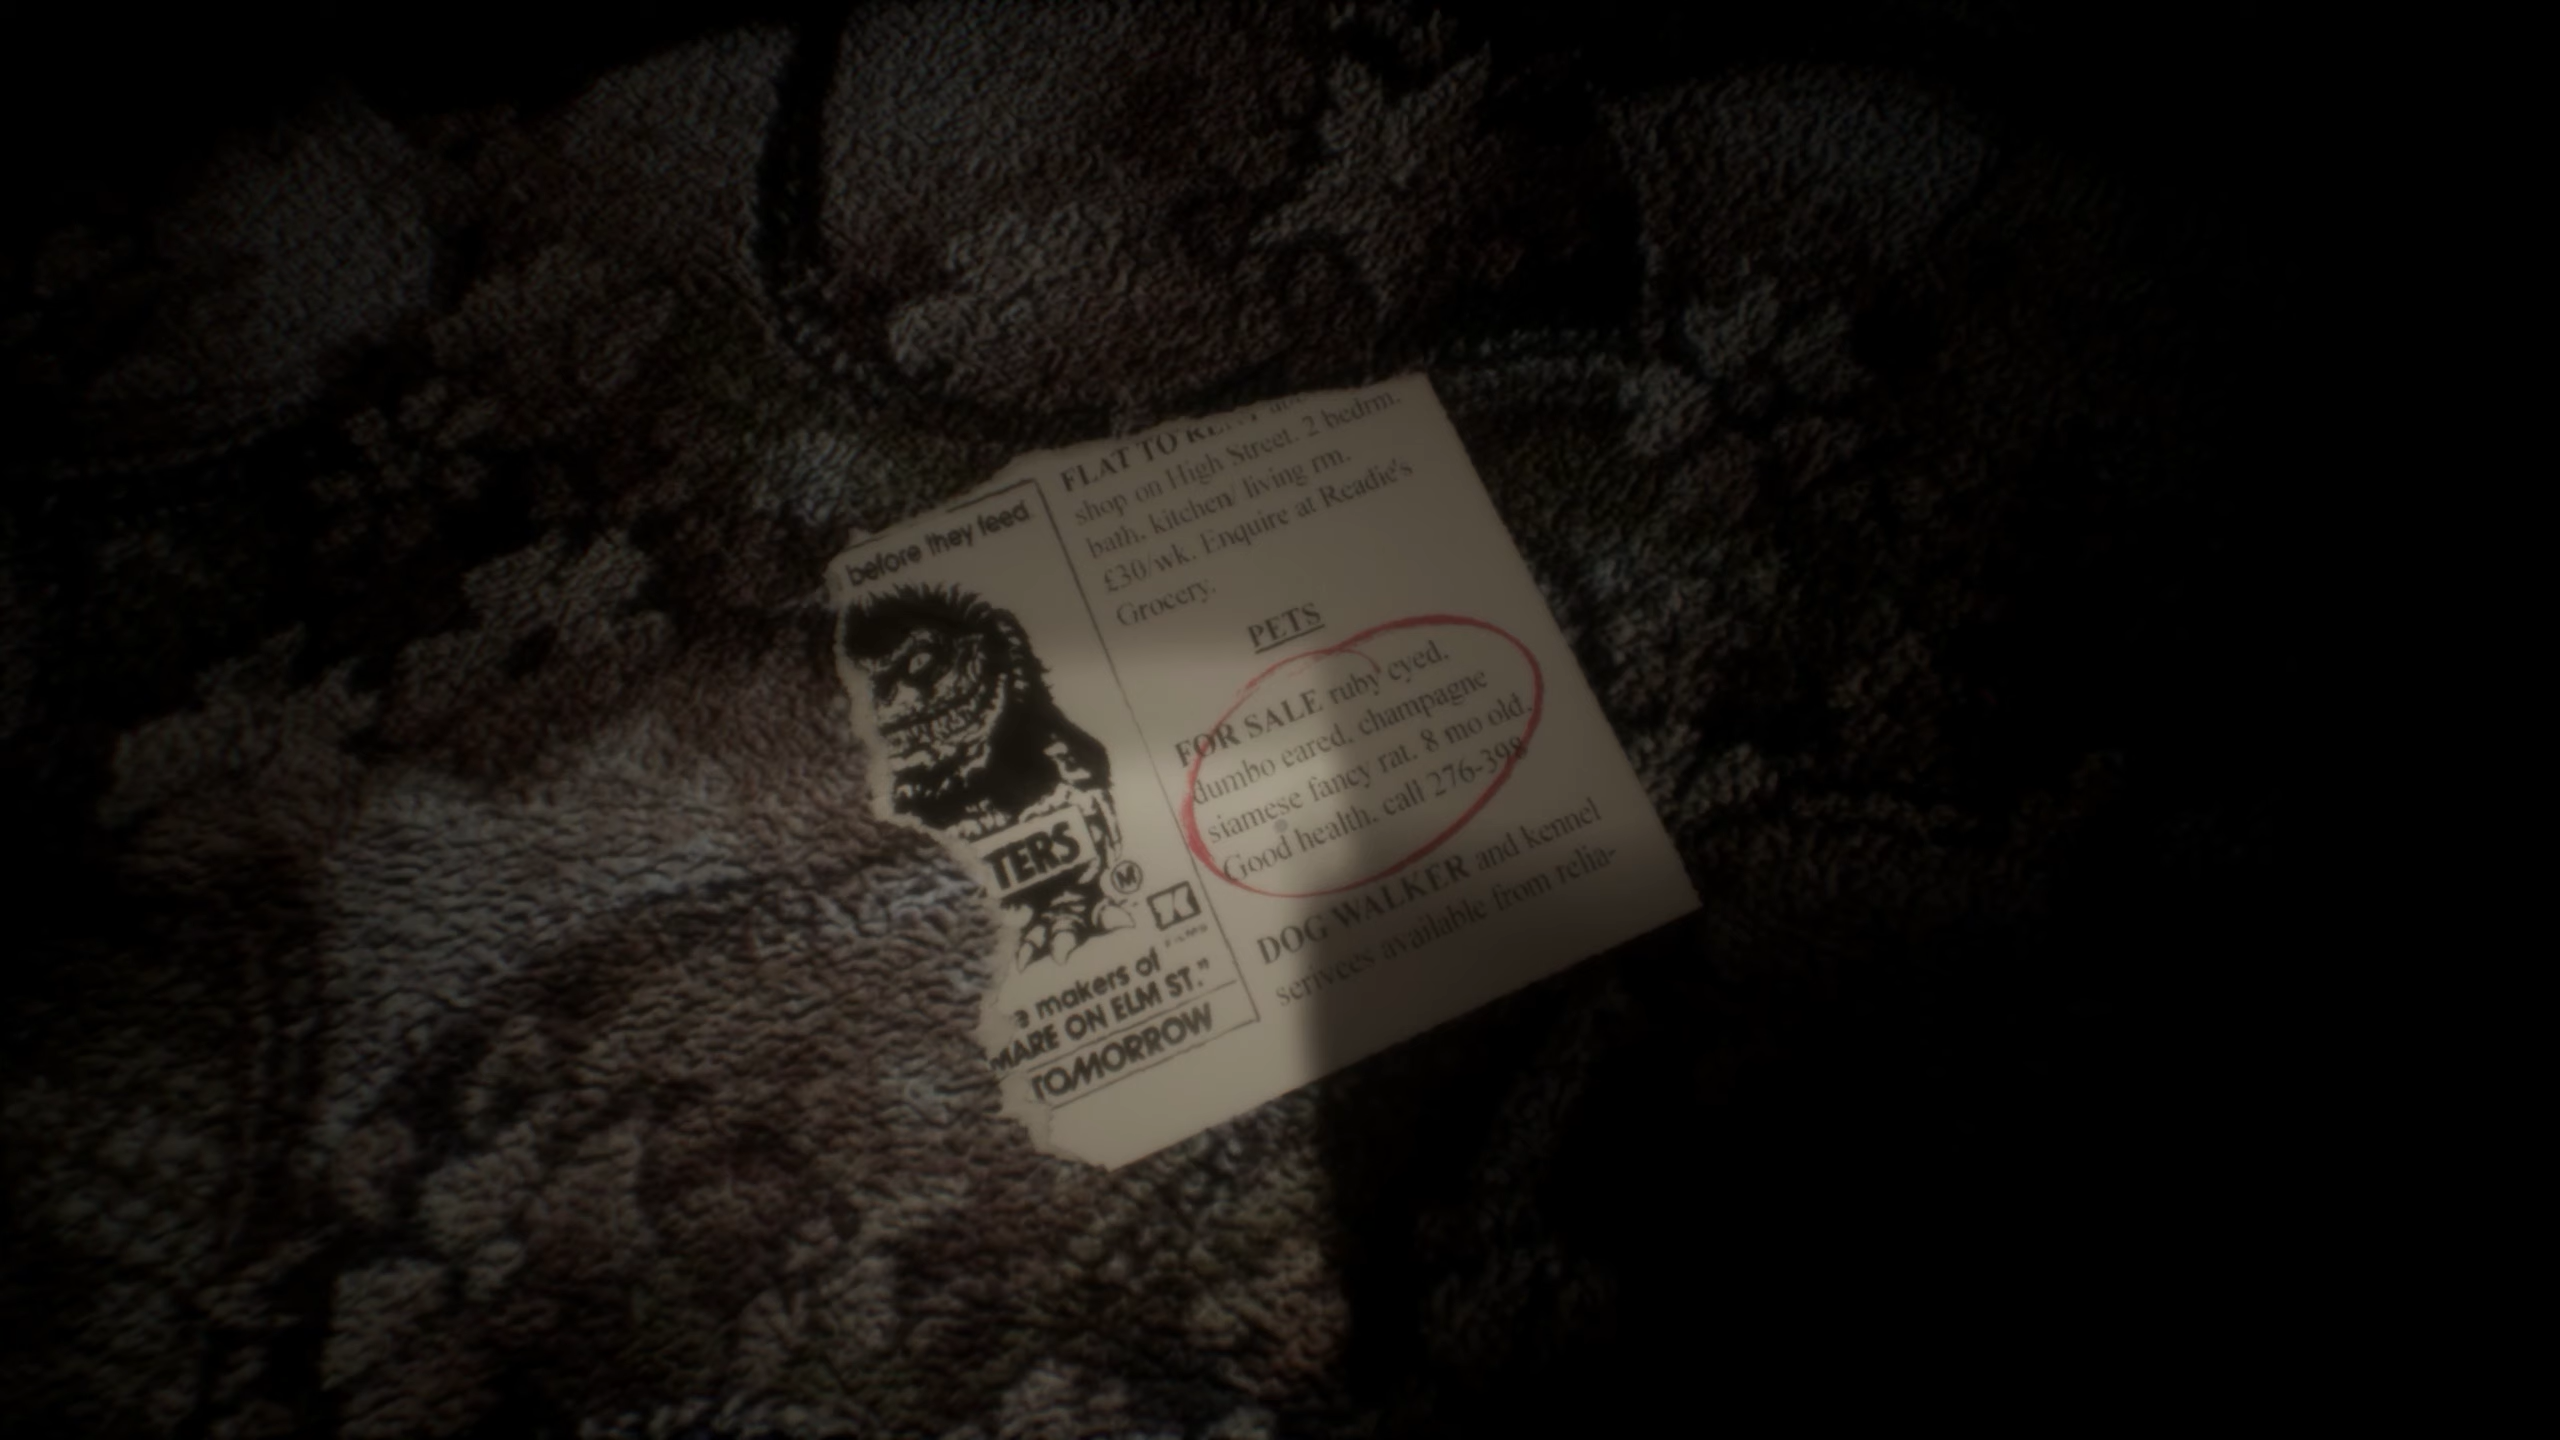 before they feed
TERS
M
makers of
MARE ON ELM ST."
TOMORROW
FLAT TO
shop on High Street. 2 bedrm.
bath, kitchen/ living rm.
£30/wk. Enquire at Readie's
Grocery.
PETS
FOR SALE ruby eyed,
dumbo eared, champagne
siamese fancy rat. 8 mo old.
Good health. call 276-398
DOG WALKER and kennel
serivces available from relia-